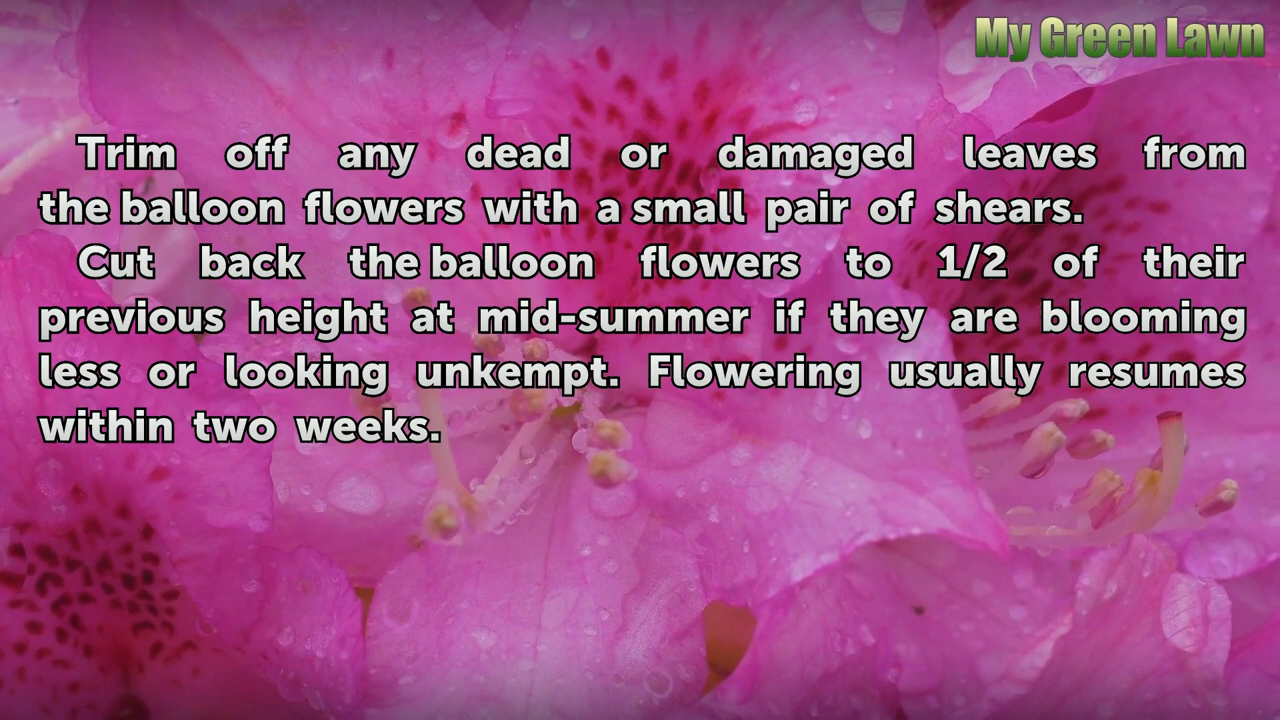 My Green Lawn
Trim off any dead or damaged leaves from
the balloon flowers with a small pair of shears.
Cut back the balloon flowers to 1/2 of their
previous height at mid-summer if they are blooming
less or looking unkempt. Flowering usually resumes
within two weeks.